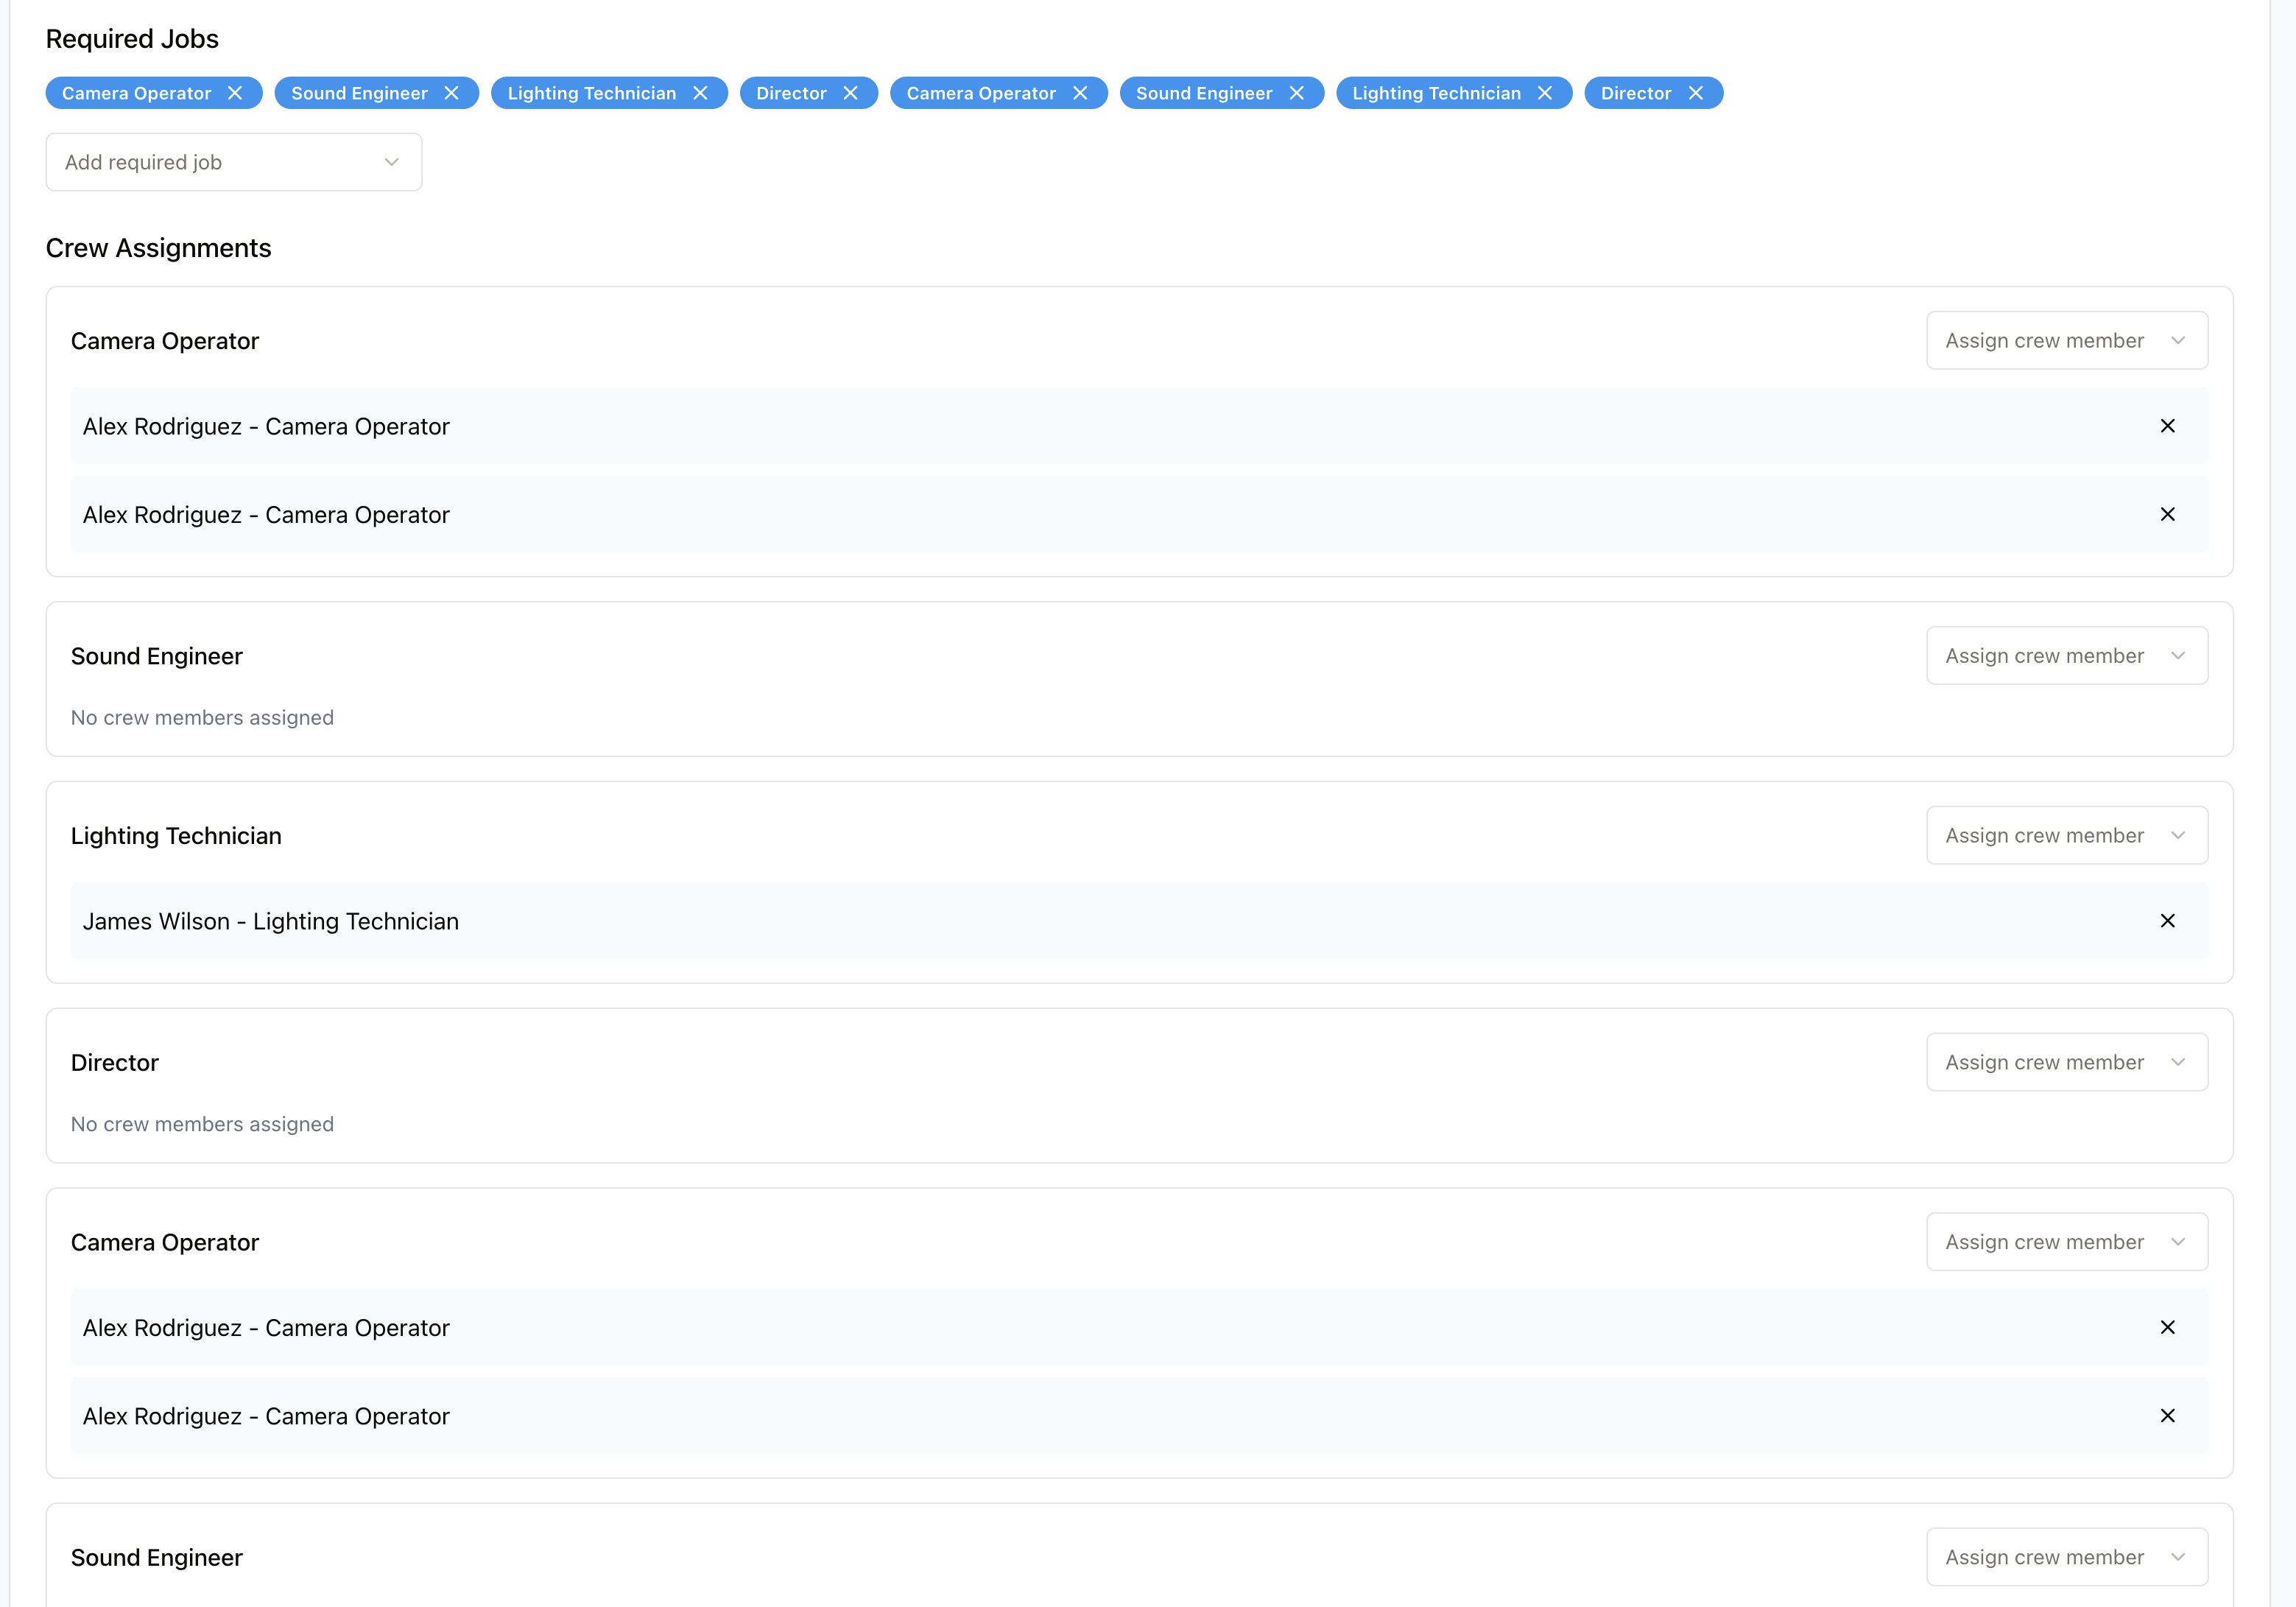 Required Jobs
Camera Operator Sound Engineer Lighting Technician Director Camera Operator Sound Engineer Lighting Technician Director
Add required job
Crew Assignments
Camera Operator Assign crew member
Alex Rodriguez - Camera Operator
Alex Rodriguez - Camera Operator
Sound Engineer Assign crew member
No crew members assigned
Lighting Technician Assign crew member
James Wilson - Lighting Technician
Director Assign crew member
No crew members assigned
Camera Operator Assign crew member
Alex Rodriguez - Camera Operator
Alex Rodriguez - Camera Operator
Sound Engineer Assign crew member